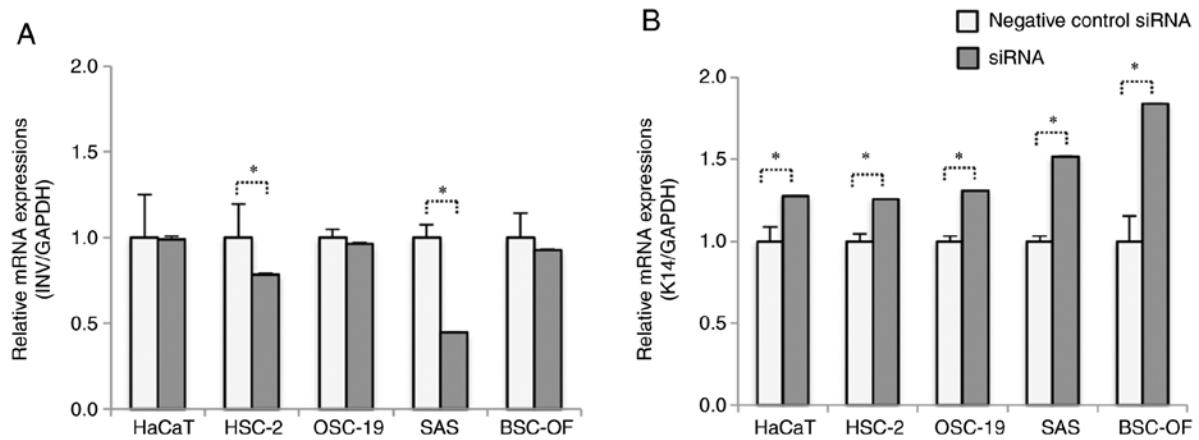 A
Relative mRNA expressions
(INV/GAPDH)
2.0
1.5
1.0
0.5
0.0
*
*
HaCaT HSC-2 OSC-19 SAS BSC-OF
B
Negative control siRNA
siRNA
Relative mRNA expressions
(K14/GAPDH)
2.0
1.5
1.0
0.5
0.0
*
*
*
*
*
HaCaT HSC-2 OSC-19 SAS BSC-OF